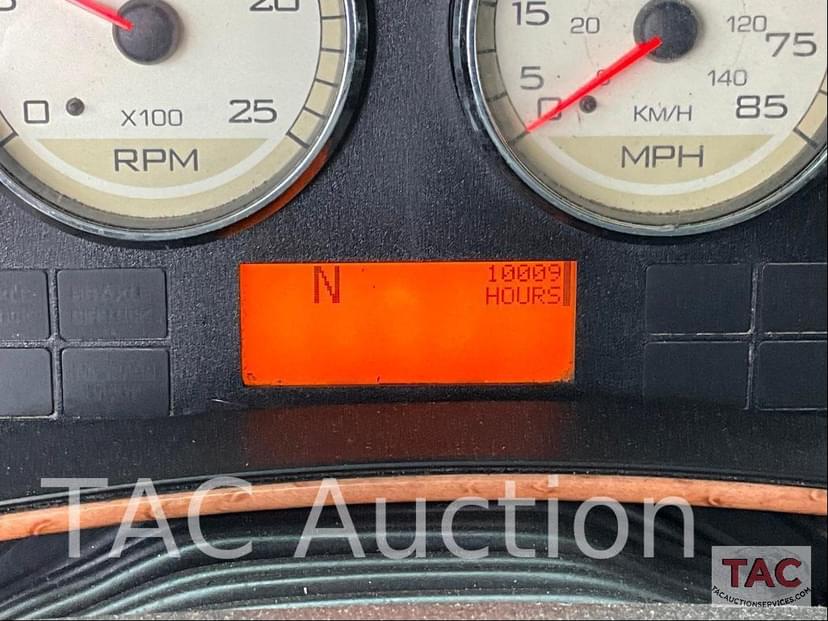 20
0
25
X100
RPM
15
20
120
75
5
0
0
140
KM/H
85
MPH
N
10009
HOURS
TAC Auction
TAC
TACAUCTIONSERVICES.COM